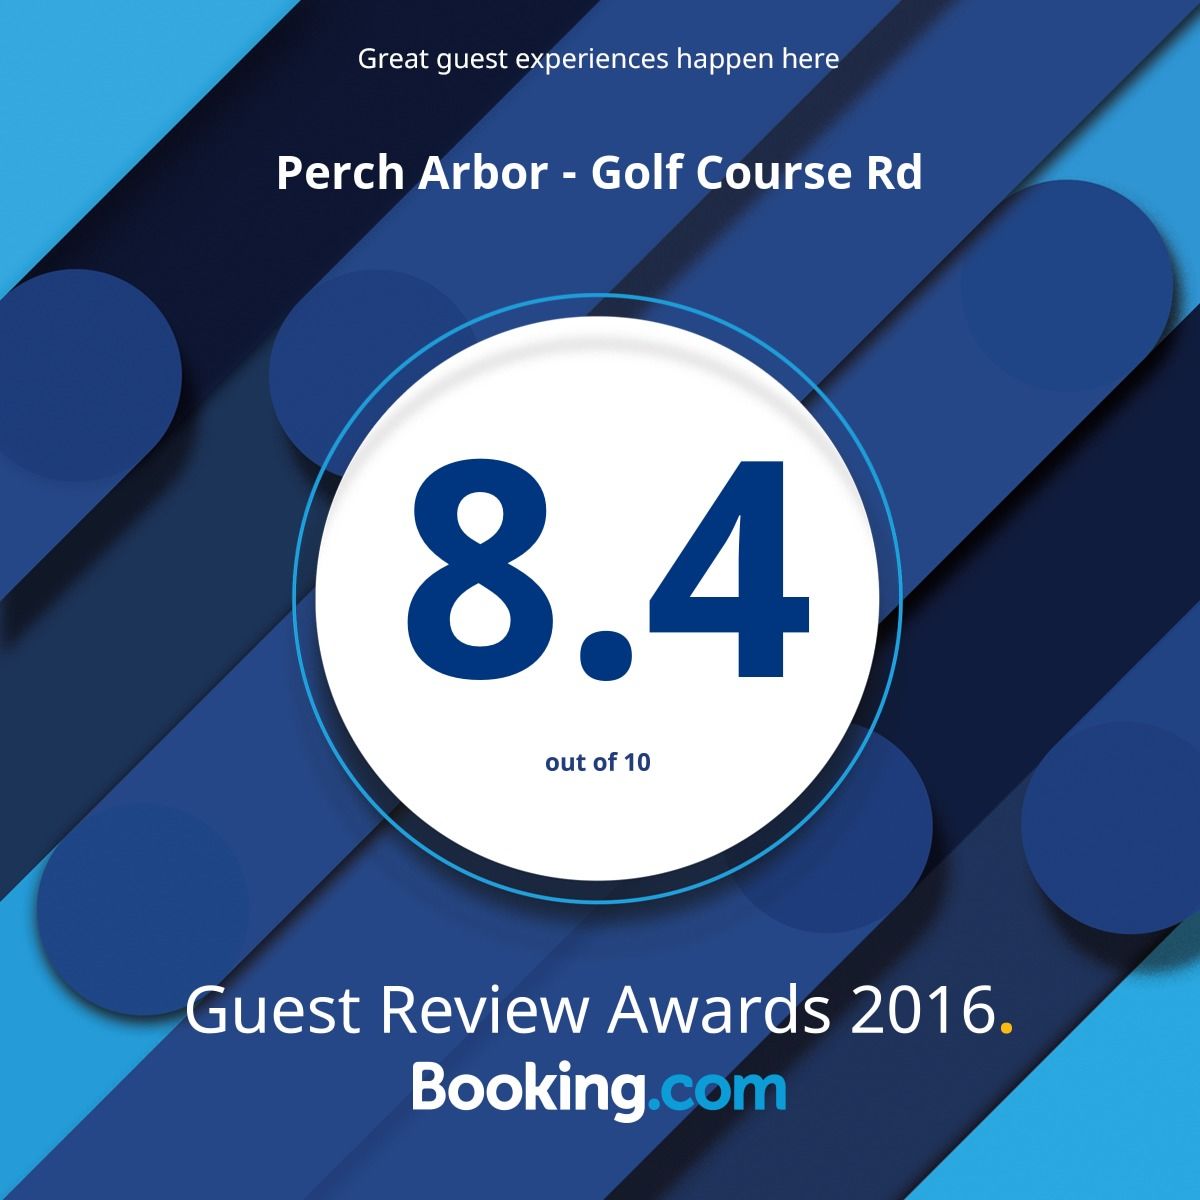 Great guest experiences happen here
Perch Arbor - Golf Course Rd
8.4
out of 10
Guest Review Awards 2016.
Booking.com